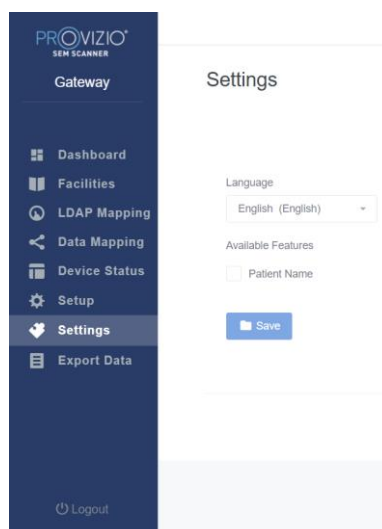 PROVIZIO®
SEM SCANNER
Gateway
Dashboard
Facilities
LDAP Mapping
Data Mapping
Device Status
Setup
Settings
Export Data
Logout
Settings
Language
English (English)
Available Features
Patient Name
Save